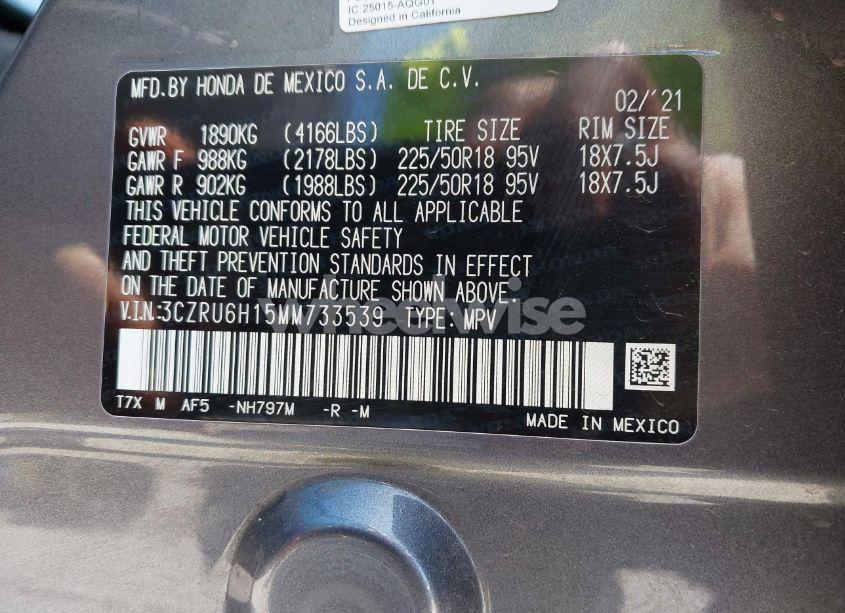 IC:25015-AQG01
Designed in California
MFD.BY HONDA DE MEXICO S.A. DE C.V.
02/'21
GVWR 1890KG (4166LBS) TIRE SIZE RIM SIZE
GAWR F 988KG (2178LBS) 225/50R18 95V 18X7.5J
GAWR R 902KG (1988LBS) 225/50R18 95V 18X7.5J
THIS VEHICLE CONFORMS TO ALL APPLICABLE
FEDERAL MOTOR VEHICLE SAFETY
AND THEFT PREVENTION STANDARDS IN EFFECT
ON THE DATE OF MANUFACTURE SHOWN ABOVE.
V.I.N.:3CZRU6H15MM733539 TYPE: MPV
wheelwise
T7X M AF5 -NH797M -R -M
MADE IN MEXICO